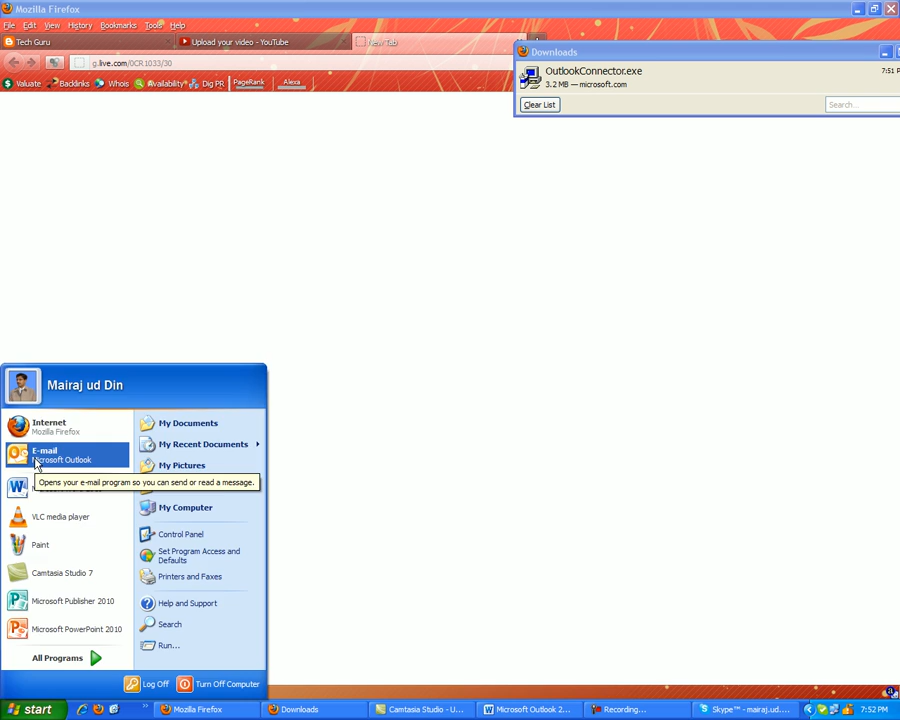 Mozilla Firefox
File Edit View History Bookmarks Tools Help
Tech Guru
Upload your video - YouTube
New Tab
g.live.com/0CR1033/30
Valuate Backlinks Whois Availability Dig PR PageRank Alexa
Downloads
OutlookConnector.exe
7:51 P
3.2 MB — microsoft.com
Clear List
Search...
Mairaj ud Din
Internet
Mozilla Firefox
E-mail
Microsoft Outlook
Opens your e-mail program so you can send or read a message.
VLC media player
Paint
Camtasia Studio 7
Microsoft Publisher 2010
Microsoft PowerPoint 2010
All Programs
My Documents
My Recent Documents
My Pictures
My Computer
Control Panel
Set Program Access and
Defaults
Printers and Faxes
Help and Support
Search
Run...
Log Off
Turn Off Computer
start
Mozilla Firefox
Downloads
Camtasia Studio - U...
Microsoft Outlook 2...
Recording...
Skype™ - mairaj.ud....
7:52 PM